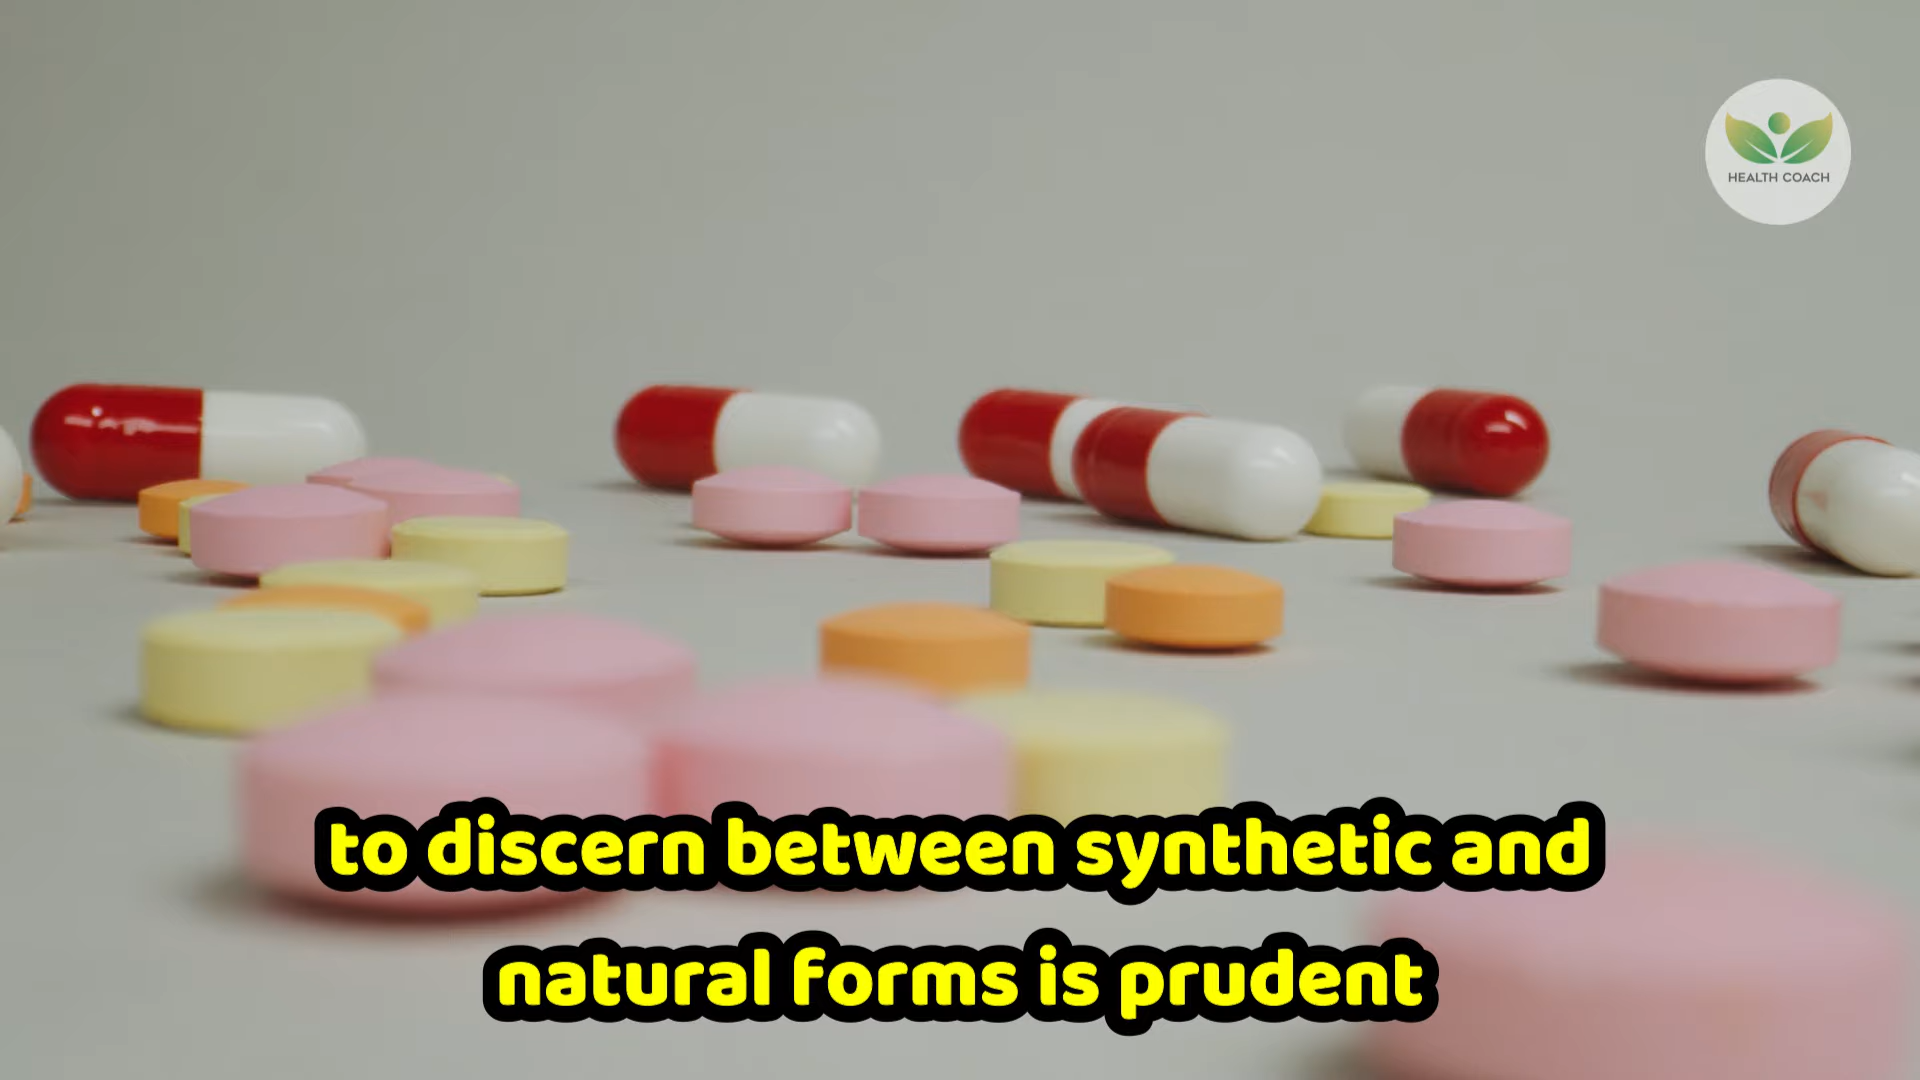 HEALTH COACH
to discern between synthetic and
natural forms is prudent